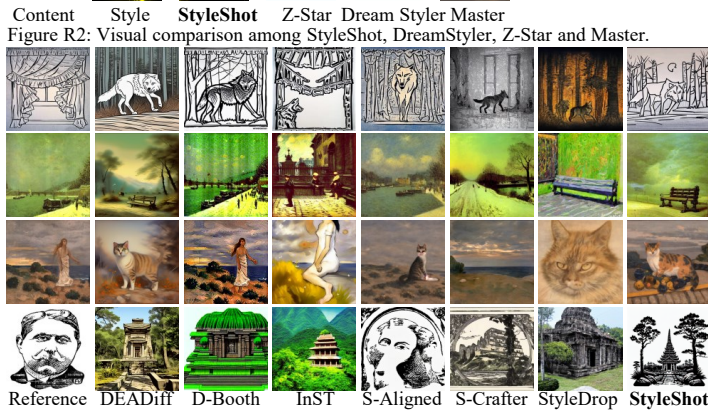 Content Style StyleShot Z-Star Dream Styler Master
Figure R2: Visual comparison among StyleShot, DreamStyler, Z-Star and Master.
Reference DEADiff D-Booth InST S-Aligned S-Crafter StyleDrop StyleShot